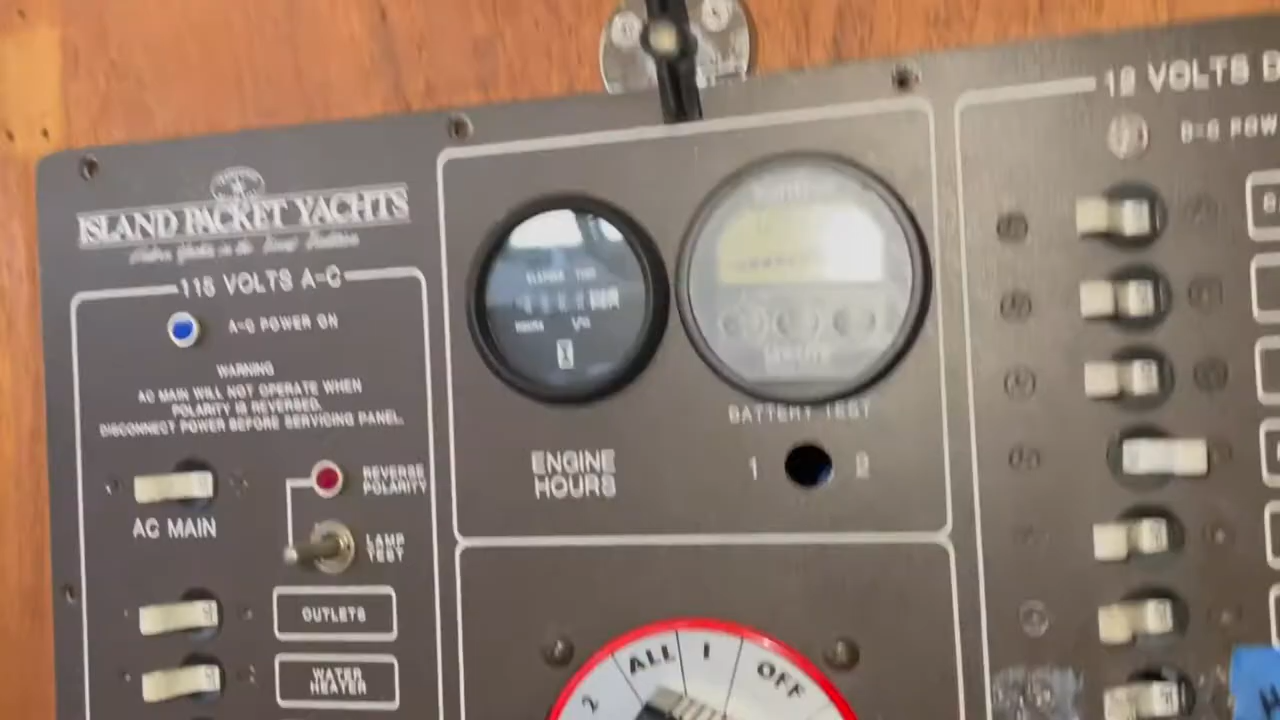 ISLAND PACKET YACHTS
115 VOLTS A-C
A-C POWER ON
WARNING
AC MAIN WILL NOT OPERATE WHEN
POLARITY IS REVERSED.
DISCONNECT POWER BEFORE SERVICING PANEL.
AC MAIN
REVERSE
POLARITY
LAMP
TEST
OUTLETS
WATER
HEATER
ENGINE
HOURS
BATTERY TEST
1 2
2 ALL 1 OFF
12 VOLTS D